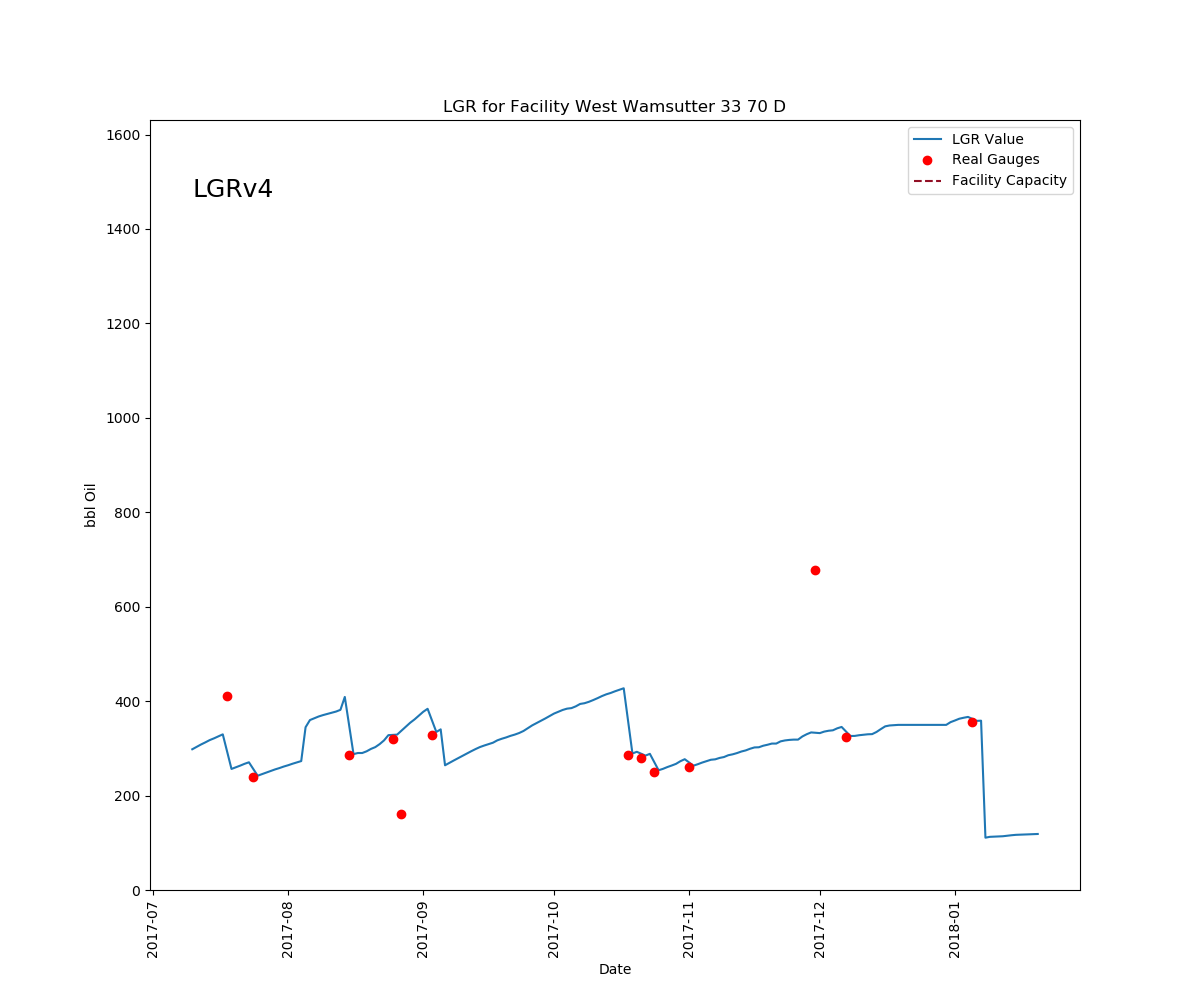 LGR for Facility West Wamsutter 33 70 D
LGRv4
LGR Value
Real Gauges
Facility Capacity
1600
1400
1200
1000
800
600
400
200
0
bbl Oil
2017-07
2017-08
2017-09
2017-10
2017-11
2017-12
2018-01
Date